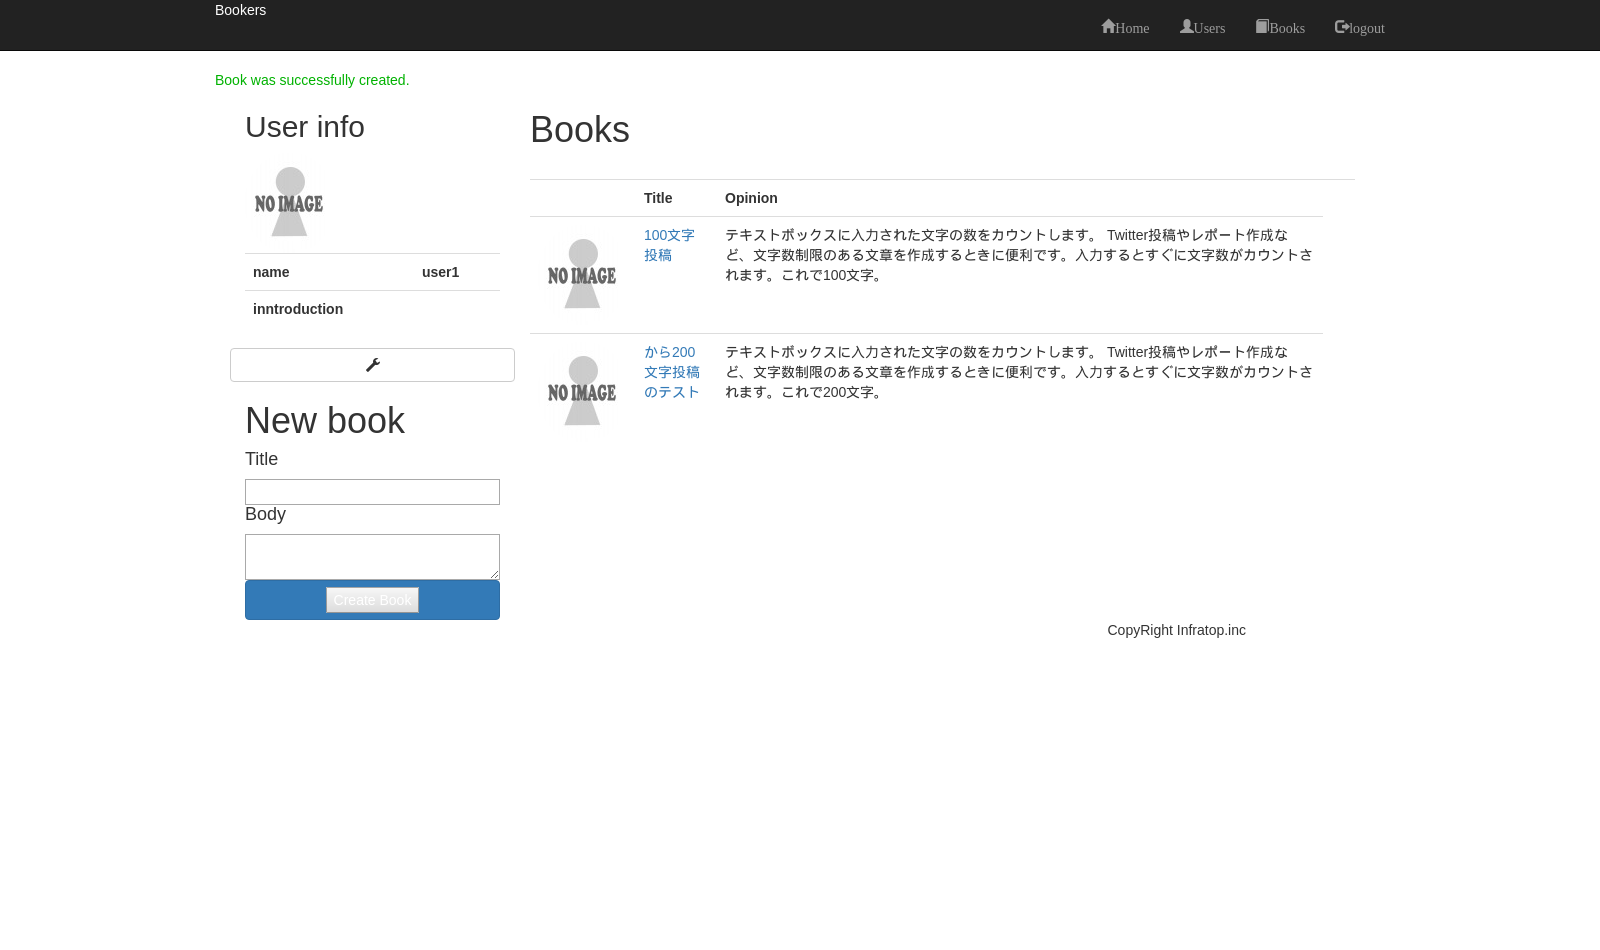 Bookers
Home Users Books logout
Book was successfully created.
User info
NO IMAGE
name user1
inntroduction
New book
Title
Body
Create Book
Books
Title Opinion
NO IMAGE
100文字
投稿
テキストボックスに入力された文字の数をカウントします。 Twitter投稿やレポート作成な
ど、文字数制限のある文章を作成するときに便利です。入力するとすぐに文字数がカウントさ
れます。これで100文字。
NO IMAGE
から200
文字投稿
のテスト
テキストボックスに入力された文字の数をカウントします。 Twitter投稿やレポート作成な
ど、文字数制限のある文章を作成するときに便利です。入力するとすぐに文字数がカウントさ
れます。これで200文字。
CopyRight Infratop.inc